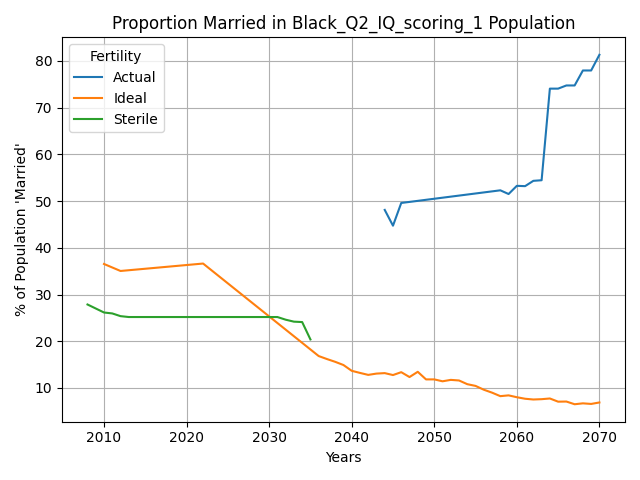 Proportion Married in Black_Q2_IQ_scoring_1 Population
Fertility
Actual
Ideal
Sterile
% of Population 'Married'
80
70
60
50
40
30
20
10
2010 2020 2030 2040 2050 2060 2070
Years